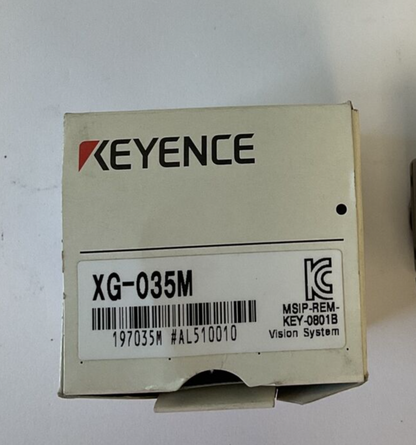 KEYENCE
XG-035M
197035M #AL510010
MSIP-REM-
KEY-0801B
Vision System